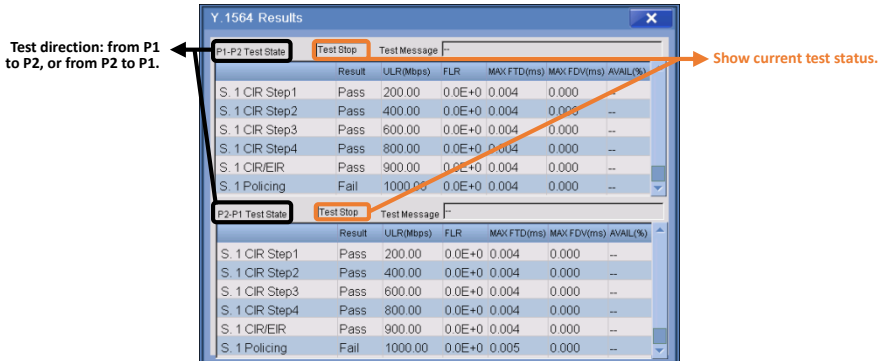 Y.1564 Results
X
Test direction: from P1
to P2, or from P2 to P1.
P1-P2 Test State Test Stop Test Message --
Show current test status.
Result ULR(Mbps) FLR MAX FTD(ms) MAX FDV(ms) AVAIL(%)
S. 1 CIR Step1 Pass 200.00 0.0E+0 0.004 0.000 --
S. 1 CIR Step2 Pass 400.00 0.0E+0 0.004 0.000 --
S. 1 CIR Step3 Pass 600.00 0.0E+0 0.004 0.000 --
S. 1 CIR Step4 Pass 800.00 0.0E+0 0.004 0.000 --
S. 1 CIR/EIR Pass 900.00 0.0E+0 0.004 0.000 --
S. 1 Policing Fail 1000.00 0.0E+0 0.004 0.000 --
P2-P1 Test State Test Stop Test Message --
Result ULR(Mbps) FLR MAX FTD(ms) MAX FDV(ms) AVAIL(%)
S. 1 CIR Step1 Pass 200.00 0.0E+0 0.004 0.000 --
S. 1 CIR Step2 Pass 400.00 0.0E+0 0.004 0.000 --
S. 1 CIR Step3 Pass 600.00 0.0E+0 0.004 0.000 --
S. 1 CIR Step4 Pass 800.00 0.0E+0 0.004 0.000 --
S. 1 CIR/EIR Pass 900.00 0.0E+0 0.004 0.000 --
S. 1 Policing Fail 1000.00 0.0E+0 0.005 0.000 --